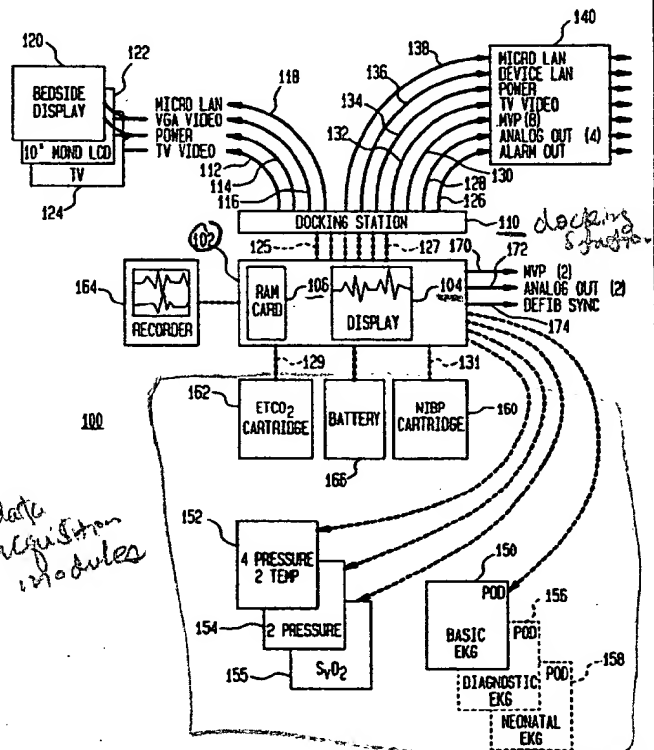 120
122
BEDSIDE
DISPLAY
10" MONO LCD
TV
124
MICRO LAN
VGA VIDEO
POWER
TV VIDEO
118
112
114
116
138
136
134
132
140
MICRO LAN
DEVICE LAN
POWER
TV VIDEO
MVP (8)
ANALOG OUT (4)
ALARM OUT
130
128
126
DOCKING STATION
110
docking
station
102
125
127
170
172
MVP (2)
ANALOG OUT (2)
DEFIB SYNC
174
164
RECORDER
RAM
CARD
106
104
DISPLAY
129
131
162
ETCO2
CARTRIDGE
BATTERY
166
NIBP
CARTRIDGE
160
100
data
acquisition
modules
152
4 PRESSURE
2 TEMP
154
2 PRESSURE
155
SvO2
150
POD
BASIC
EKG
156
POD
DIAGNOSTIC
EKG
158
POD
NEONATAL
EKG